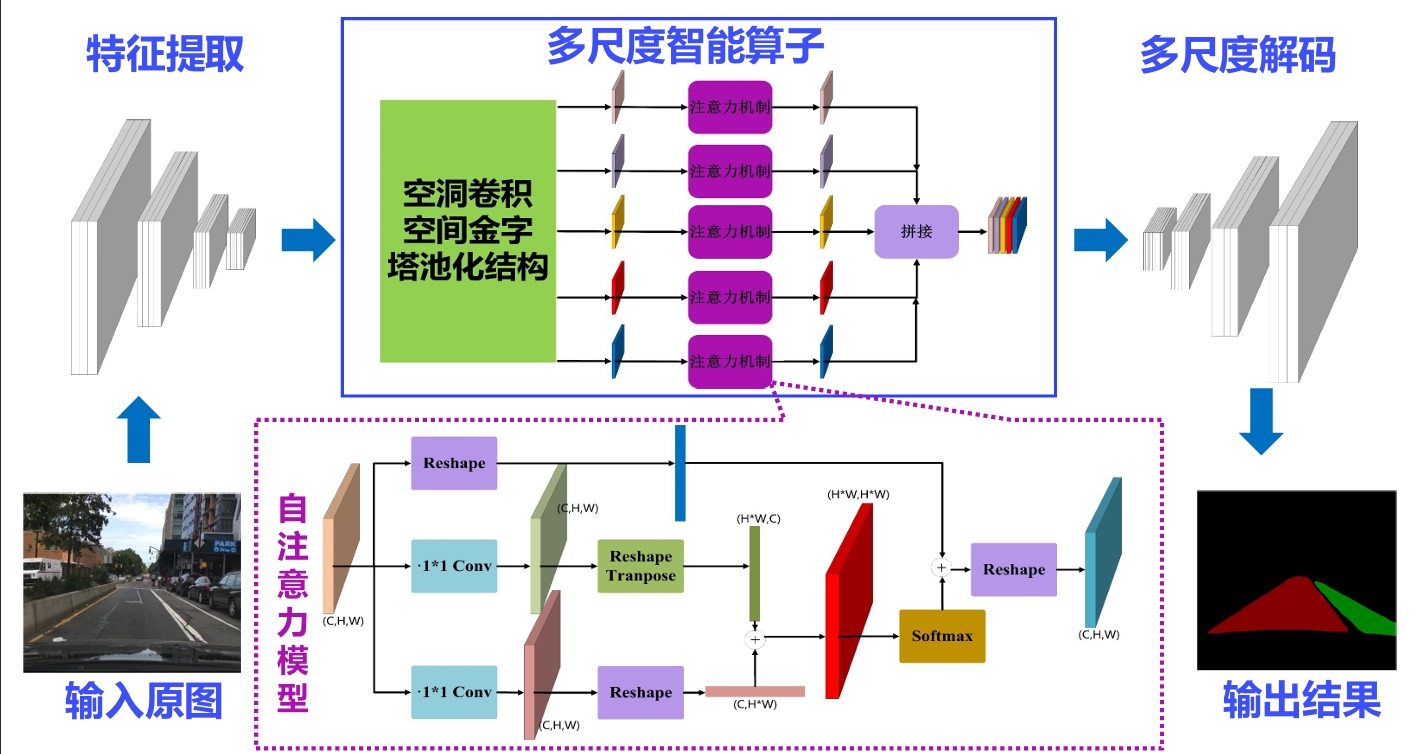 特征提取
多尺度智能算子
多尺度解码
空洞卷积
空间金字
塔池化结构
注意力机制
注意力机制
注意力机制
注意力机制
注意力机制
拼接
输入原图
PARK
自注意力模型
(C,H,W)
Reshape
·1*1 Conv
(C,H,W)
Reshape
Tranpose
(H*W,C)
·1*1 Conv
(C,H,W)
Reshape
(C,H*W)
+
(H*W,H*W)
Softmax
+
Reshape
(C,H,W)
输出结果